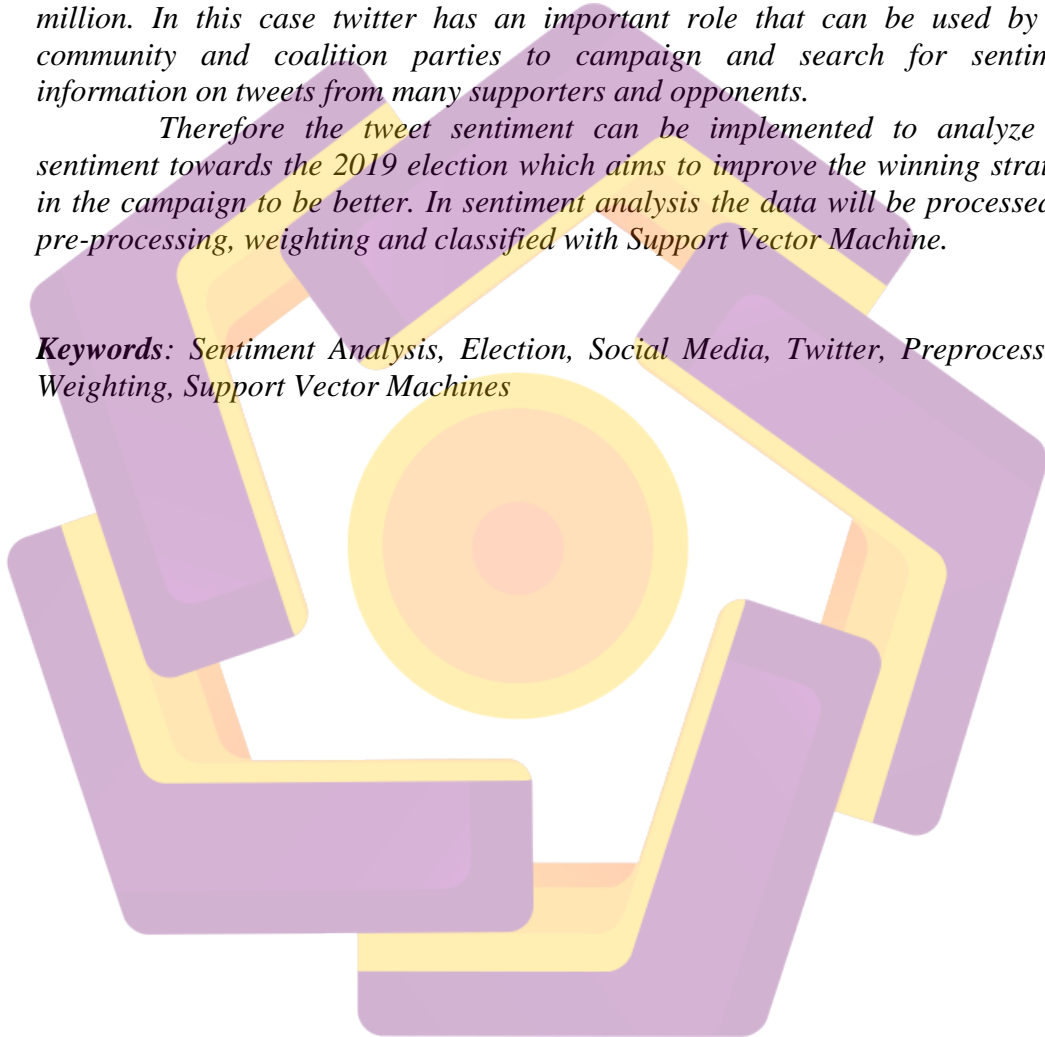 million. In this case twitter has an important role that can be used by
community and coalition parties to campaign and search for sentim
information on tweets from many supporters and opponents.
Therefore the tweet sentiment can be implemented to analyze
sentiment towards the 2019 election which aims to improve the winning strat
in the campaign to be better. In sentiment analysis the data will be processed
pre-processing, weighting and classified with Support Vector Machine.
Keywords: Sentiment Analysis, Election, Social Media, Twitter, Preprocess
Weighting, Support Vector Machines